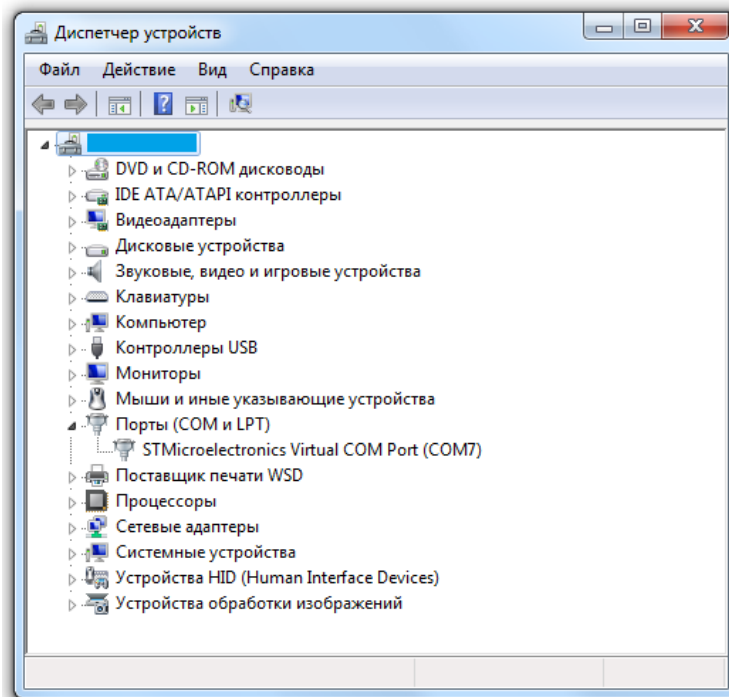 Диспетчер устройств
Файл Действие Вид Справка
DVD и CD-ROM дисководы
IDE ATA/ATAPI контроллеры
Видеоадаптеры
Дисковые устройства
Звуковые, видео и игровые устройства
Клавиатуры
Компьютер
Контроллеры USB
Мониторы
Мыши и иные указывающие устройства
Порты (COM и LPT)
STMicroelectronics Virtual COM Port (COM7)
Поставщик печати WSD
Процессоры
Сетевые адаптеры
Системные устройства
Устройства HID (Human Interface Devices)
Устройства обработки изображений